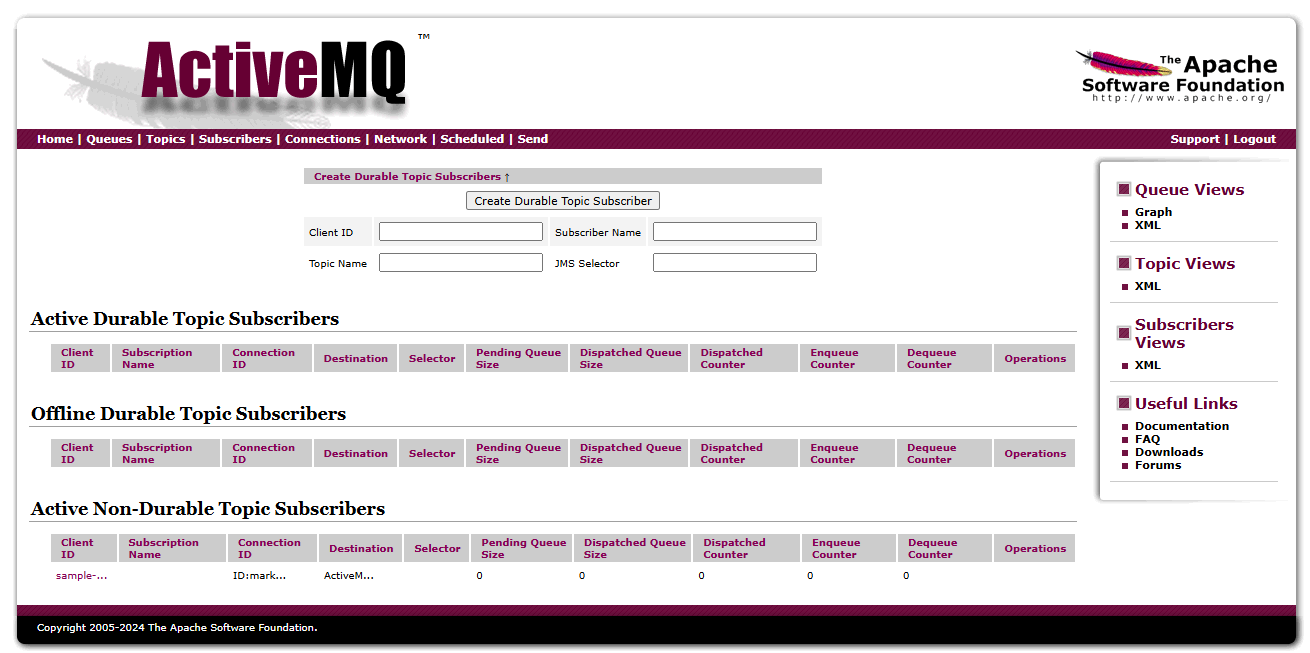 ActiveMQ ™
The Apache
Software Foundation
http://www.apache.org/
Home | Queues | Topics | Subscribers | Connections | Network | Scheduled | Send
Support | Logout
Create Durable Topic Subscribers ↑
Create Durable Topic Subscriber
Client ID Subscriber Name
Topic Name JMS Selector
Active Durable Topic Subscribers
Client ID Subscription Name Connection ID Destination Selector Pending Queue Size Dispatched Queue Size Dispatched Counter Enqueue Counter Dequeue Counter Operations
Offline Durable Topic Subscribers
Client ID Subscription Name Connection ID Destination Selector Pending Queue Size Dispatched Queue Size Dispatched Counter Enqueue Counter Dequeue Counter Operations
Active Non-Durable Topic Subscribers
Client ID Subscription Name Connection ID Destination Selector Pending Queue Size Dispatched Queue Size Dispatched Counter Enqueue Counter Dequeue Counter Operations
sample-... ID:mark... ActiveM... 0 0 0 0 0
Queue Views
Graph
XML
Topic Views
XML
Subscribers
Views
XML
Useful Links
Documentation
FAQ
Downloads
Forums
Copyright 2005-2024 The Apache Software Foundation.